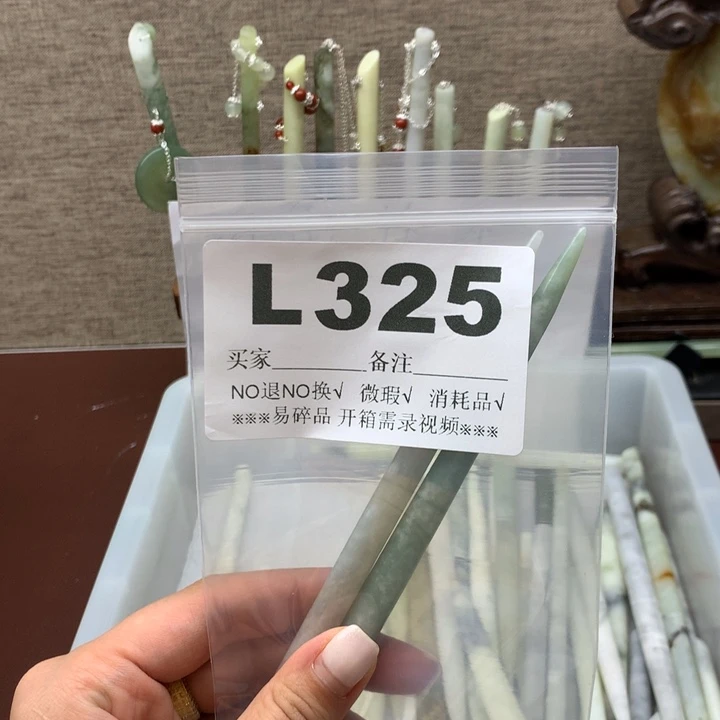 L325
买家________备注________
NO退NO换√ 微瑕√ 消耗品√
※※※易碎品 开箱需录视频※※※